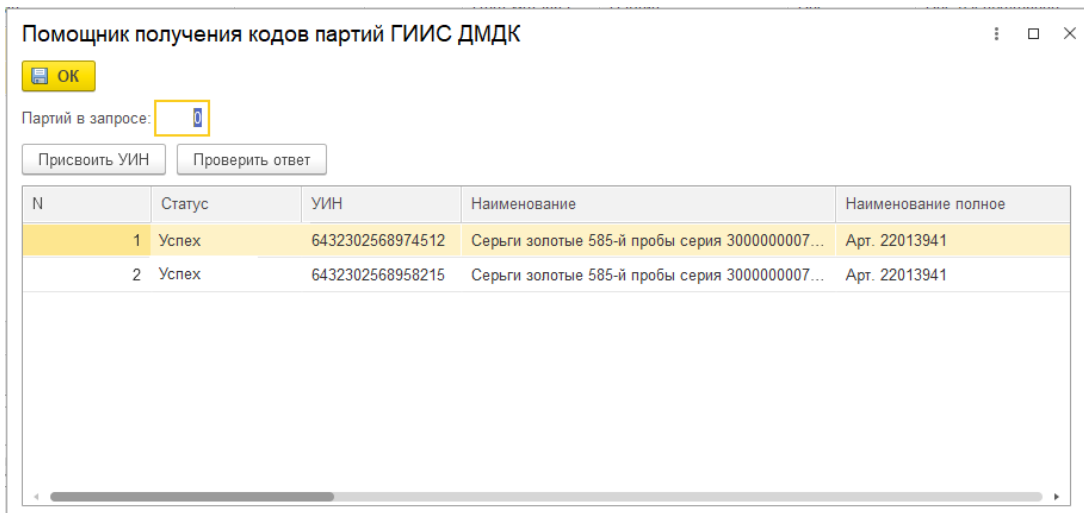 Помощник получения кодов партий ГИИС ДМДК
ОК
Партий в запросе: 0
Присвоить УИН Проверить ответ
N Статус УИН Наименование Наименование полное
1 Успех 6432302568974512 Серьги золотые 585-й пробы серия 3000000007... Арт. 22013941
2 Успех 6432302568958215 Серьги золотые 585-й пробы серия 3000000007... Арт. 22013941